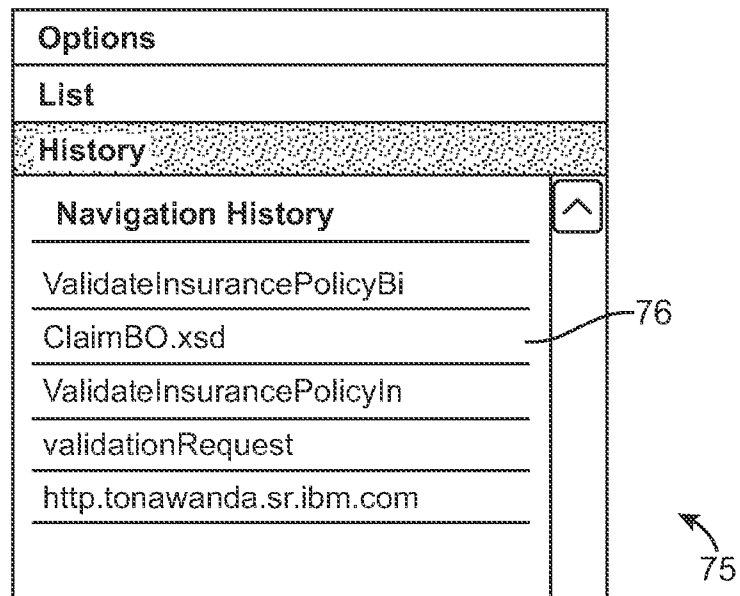 Options
List
History
Navigation History
ValidateInsurancePolicyBi
ClaimBO.xsd
76
ValidateInsurancePolicyIn
validationRequest
http.tonawanda.sr.ibm.com
75